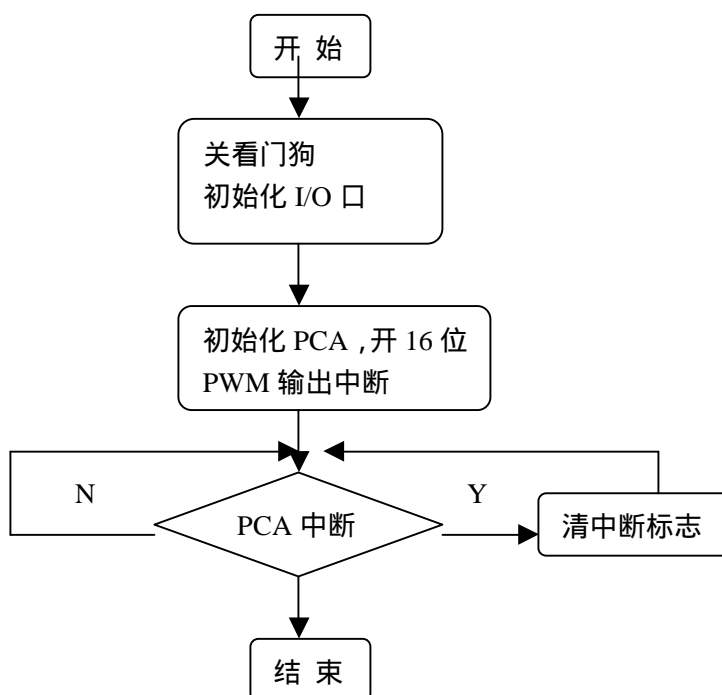 开 始
关看门狗
初始化 I/O 口
初始化 PCA ,开 16 位
PWM 输出中断
N
Y
PCA 中断
清中断标志
结 束